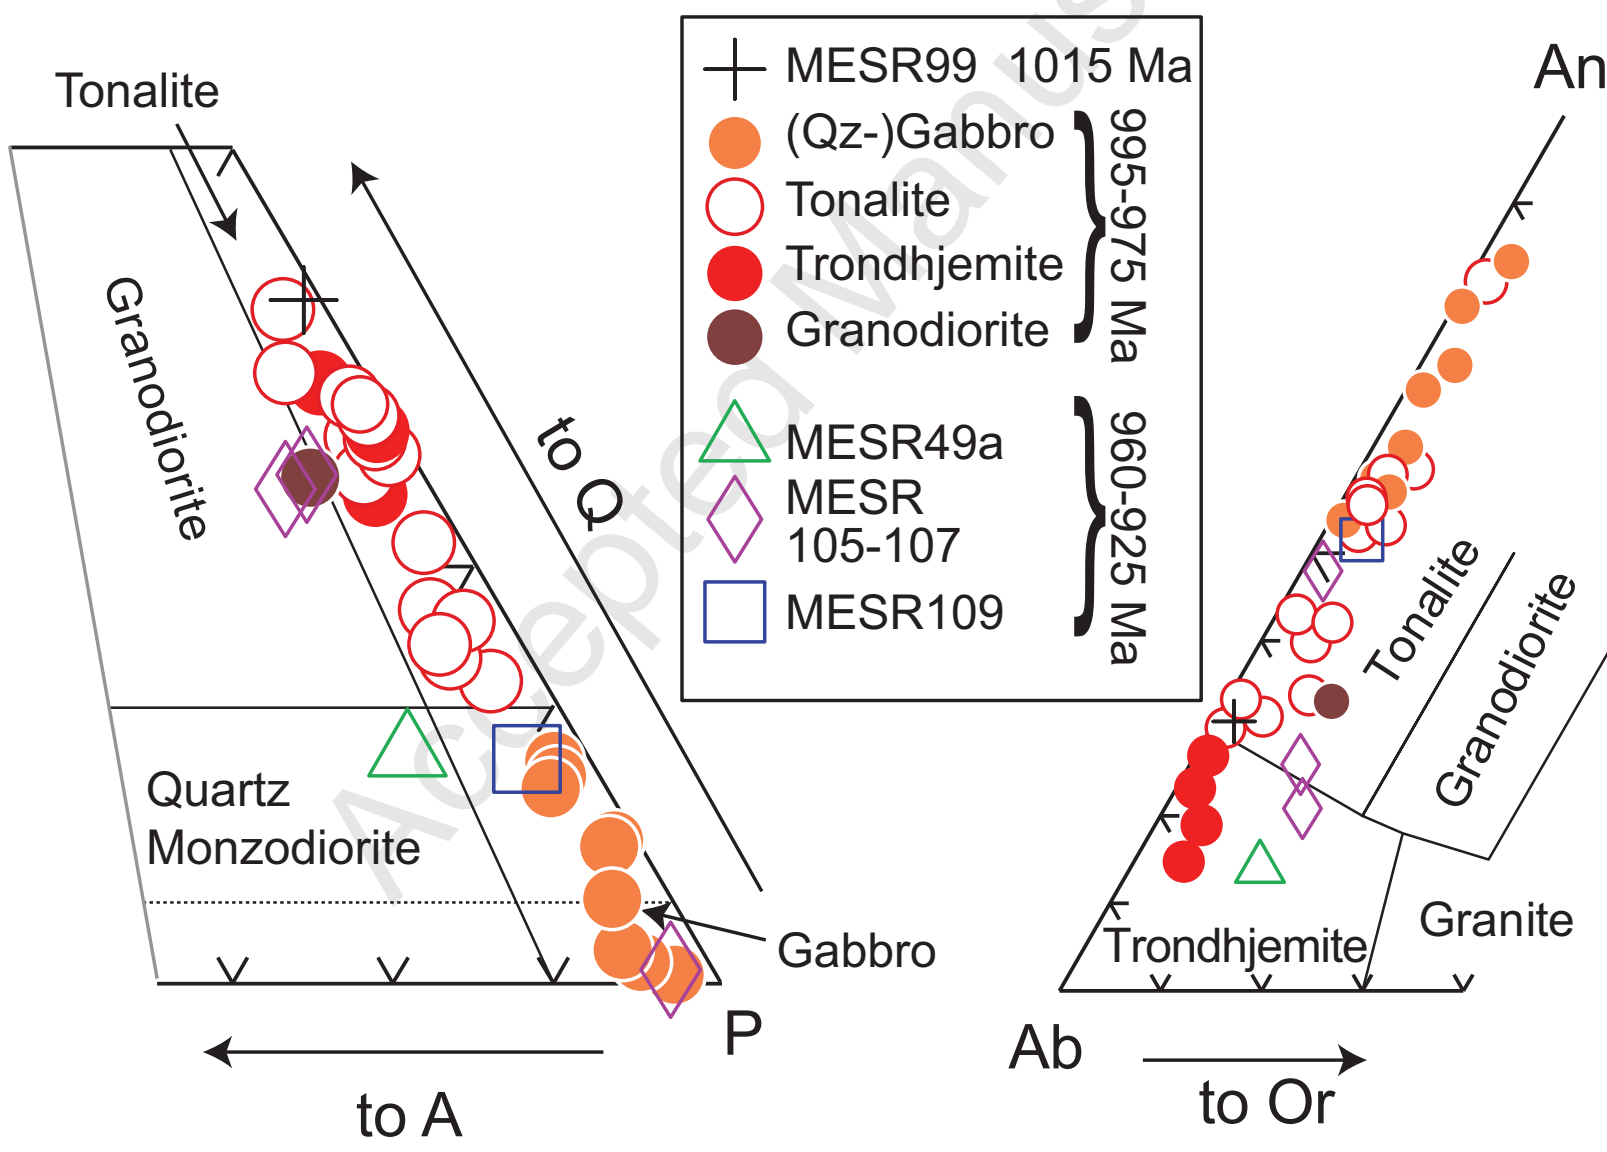 Tonalite
Granodiorite
to Q
Quartz
Monzodiorite
Gabbro
P
to A
MESR99 1015 Ma
(Qz-)Gabbro
Tonalite
Trondhjemite
Granodiorite
995-975 Ma
MESR49a
MESR
105-107
MESR109
960-925 Ma
An
Tonalite
Granodiorite
Trondhjemite
Granite
Ab
to Or
Accepted Manus